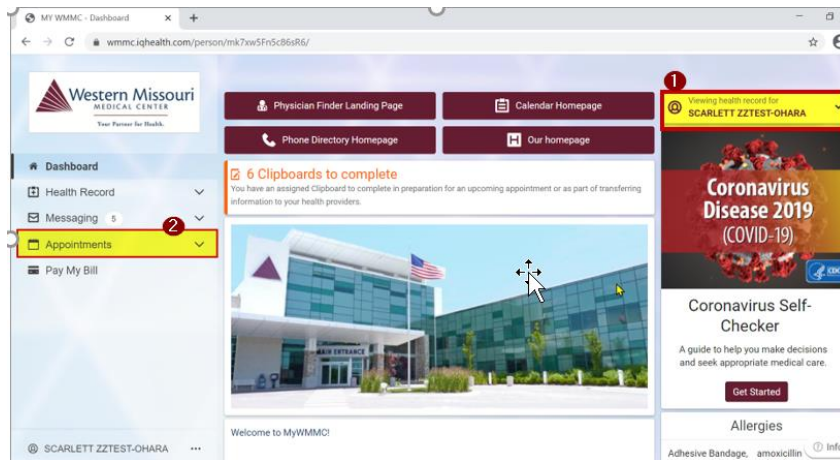 MY WMMC - Dashboard
wmmc.iqhealth.com/person/mk7xw5Fn5c86sR6/
Western Missouri
MEDICAL CENTER
Your Partner for Health.
Dashboard
Health Record
Messaging 5
2
Appointments
Pay My Bill
SCARLETT ZZTEST-OHARA ...
Physician Finder Landing Page
Calendar Homepage
Phone Directory Homepage
H Our homepage
6 Clipboards to complete
You have an assigned Clipboard to complete in preparation for an upcoming appointment or as part of transferring
information to your health providers.
MAIN ENTRANCE
Welcome to MyWMMC!
1
Viewing health record for
SCARLETT ZZTEST-OHARA
Coronavirus
Disease 2019
(COVID-19)
CDC
Coronavirus Self-
Checker
A guide to help you make decisions
and seek appropriate medical care.
Get Started
Allergies
Adhesive Bandage, amoxicillin
Info